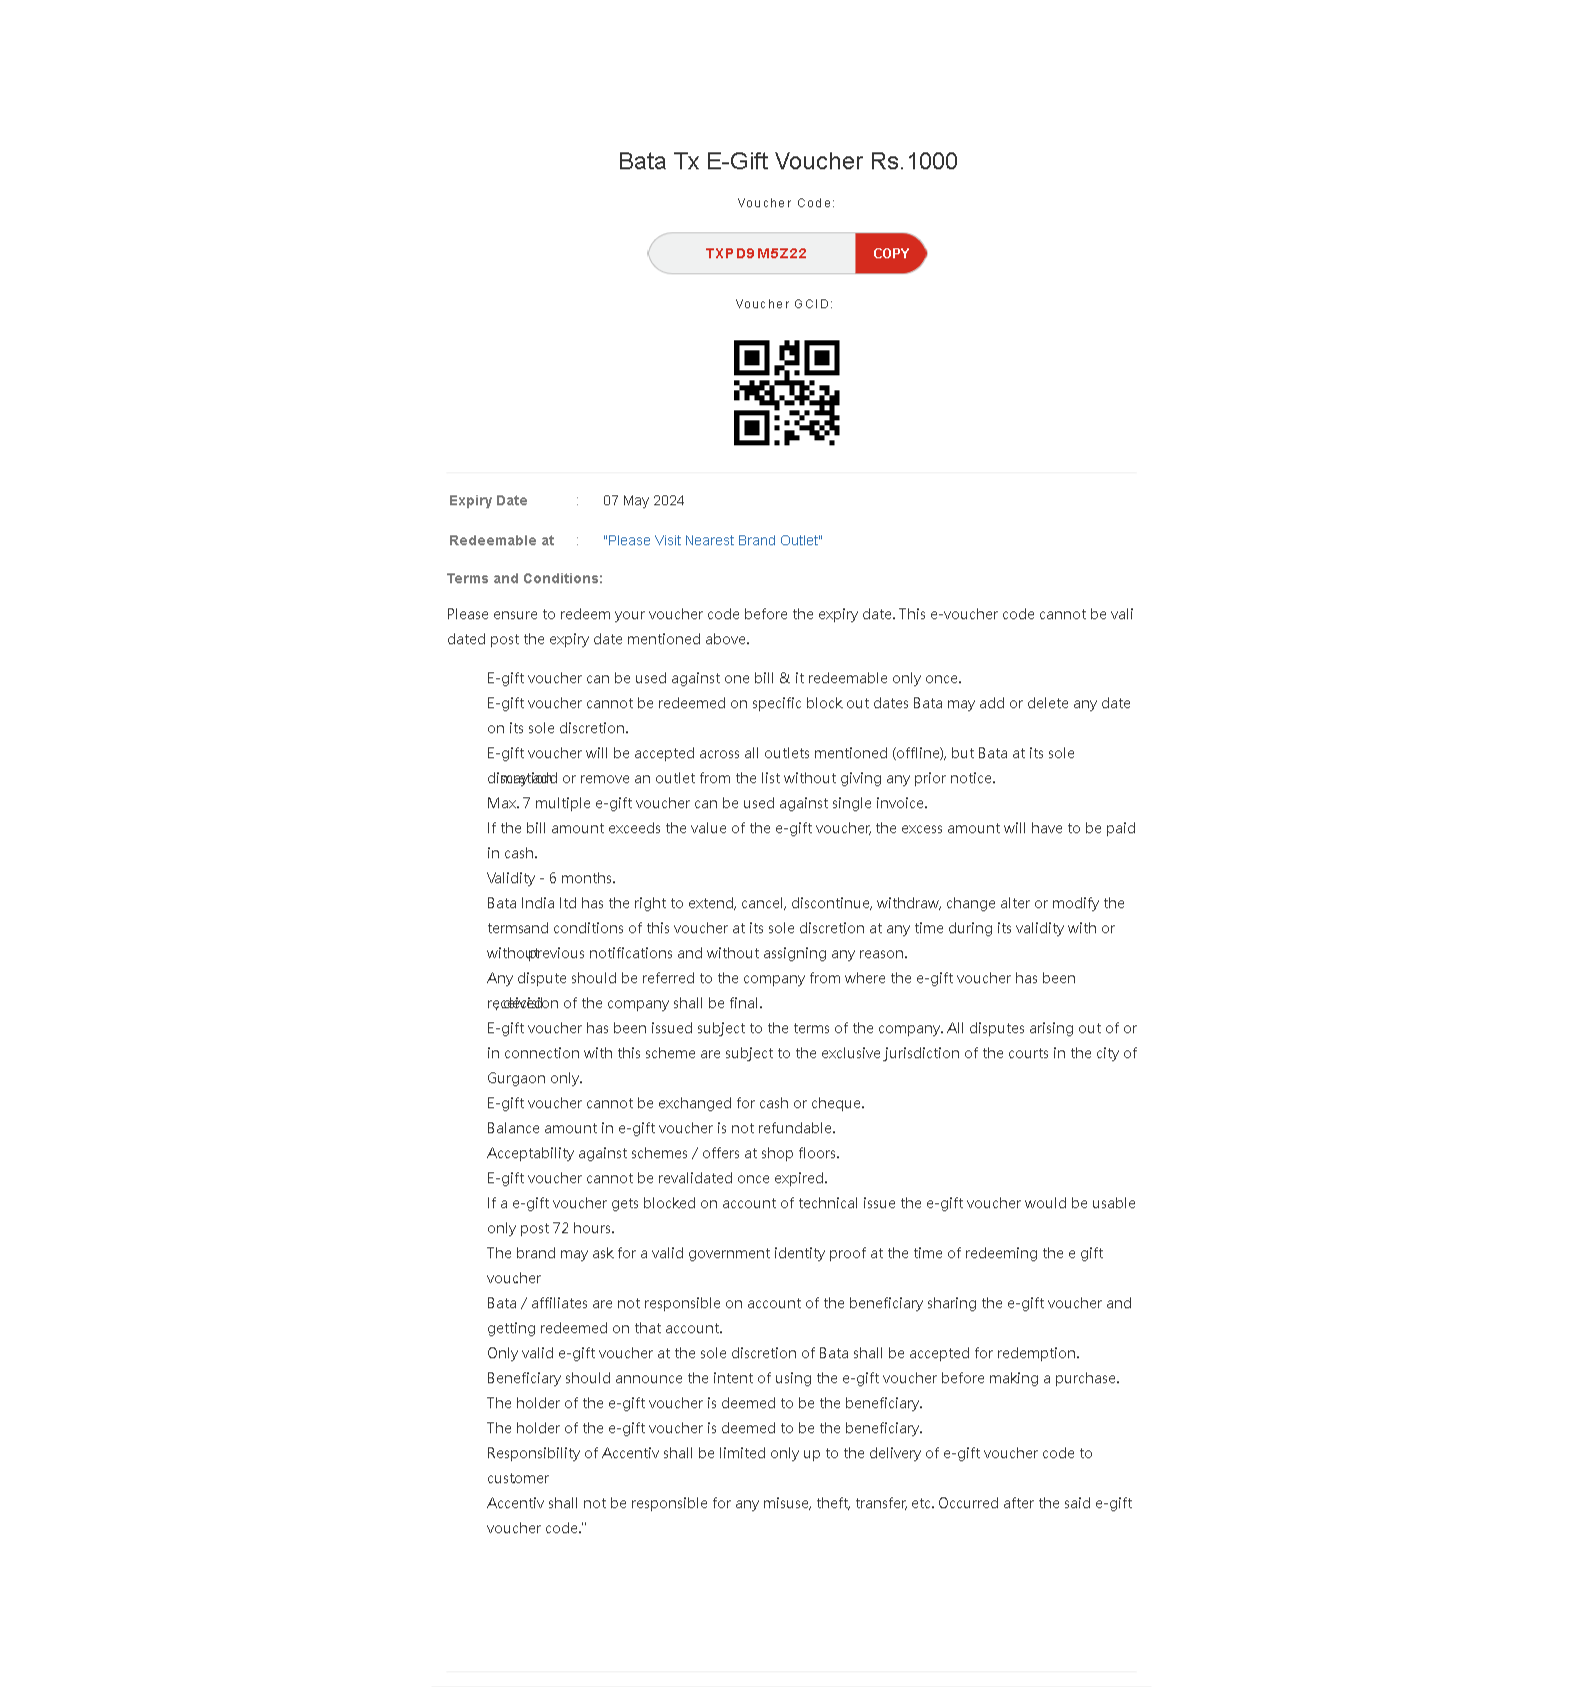 Bata Tx E-Gift Voucher Rs.1000
Voucher Code:
TXPD9M5Z22 COPY
Voucher GCID:
Expiry Date : 07 May 2024
Redeemable at : "Please Visit Nearest Brand Outlet"
Terms and Conditions:
Please ensure to redeem your voucher code before the expiry date. This e-voucher code cannot be vali
dated post the expiry date mentioned above.
E-gift voucher can be used against one bill & it redeemable only once.
E-gift voucher cannot be redeemed on specific block out dates Bata may add or delete any date
on its sole discretion.
E-gift voucher will be accepted across all outlets mentioned (offline), but Bata at its sole
discretion may add or remove an outlet from the list without giving any prior notice.
Max. 7 multiple e-gift voucher can be used against single invoice.
If the bill amount exceeds the value of the e-gift voucher, the excess amount will have to be paid
in cash.
Validity - 6 months.
Bata India ltd has the right to extend, cancel, discontinue, withdraw, change alter or modify the
termsand conditions of this voucher at its sole discretion at any time during its validity with or
without previous notifications and without assigning any reason.
Any dispute should be referred to the company from where the e-gift voucher has been
received, decision of the company shall be final.
E-gift voucher has been issued subject to the terms of the company. All disputes arising out of or
in connection with this scheme are subject to the exclusive jurisdiction of the courts in the city of
Gurgaon only.
E-gift voucher cannot be exchanged for cash or cheque.
Balance amount in e-gift voucher is not refundable.
Acceptability against schemes / offers at shop floors.
E-gift voucher cannot be revalidated once expired.
If a e-gift voucher gets blocked on account of technical issue the e-gift voucher would be usable
only post 72 hours.
The brand may ask for a valid government identity proof at the time of redeeming the e gift
voucher
Bata / affiliates are not responsible on account of the beneficiary sharing the e-gift voucher and
getting redeemed on that account.
Only valid e-gift voucher at the sole discretion of Bata shall be accepted for redemption.
Beneficiary should announce the intent of using the e-gift voucher before making a purchase.
The holder of the e-gift voucher is deemed to be the beneficiary.
The holder of the e-gift voucher is deemed to be the beneficiary.
Responsibility of Accentiv shall be limited only up to the delivery of e-gift voucher code to
customer
Accentiv shall not be responsible for any misuse, theft, transfer, etc. Occurred after the said e-gift
voucher code."